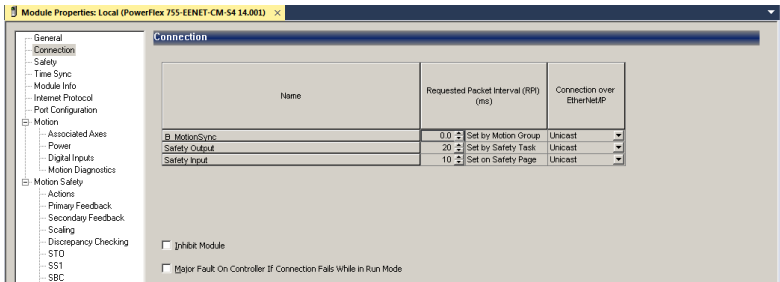 Module Properties: Local (PowerFlex 755-EENET-CM-S4 14.001) ×
General
Connection
Safety
Time Sync
Module Info
Internet Protocol
Port Configuration
Motion
Associated Axes
Power
Digital Inputs
Motion Diagnostics
Motion Safety
Actions
Primary Feedback
Secondary Feedback
Scaling
Discrepancy Checking
STO
SS1
SBC
Connection
Name Requested Packet Interval (RPI) (ms) Connection over EtherNet/IP
MotionSync 0.0 Set by Motion Group Unicast
Safety Output 20 Set by Safety Task Unicast
Safety Input 10 Set on Safety Page Unicast
Inhibit Module
Major Fault On Controller If Connection Fails While in Run Mode